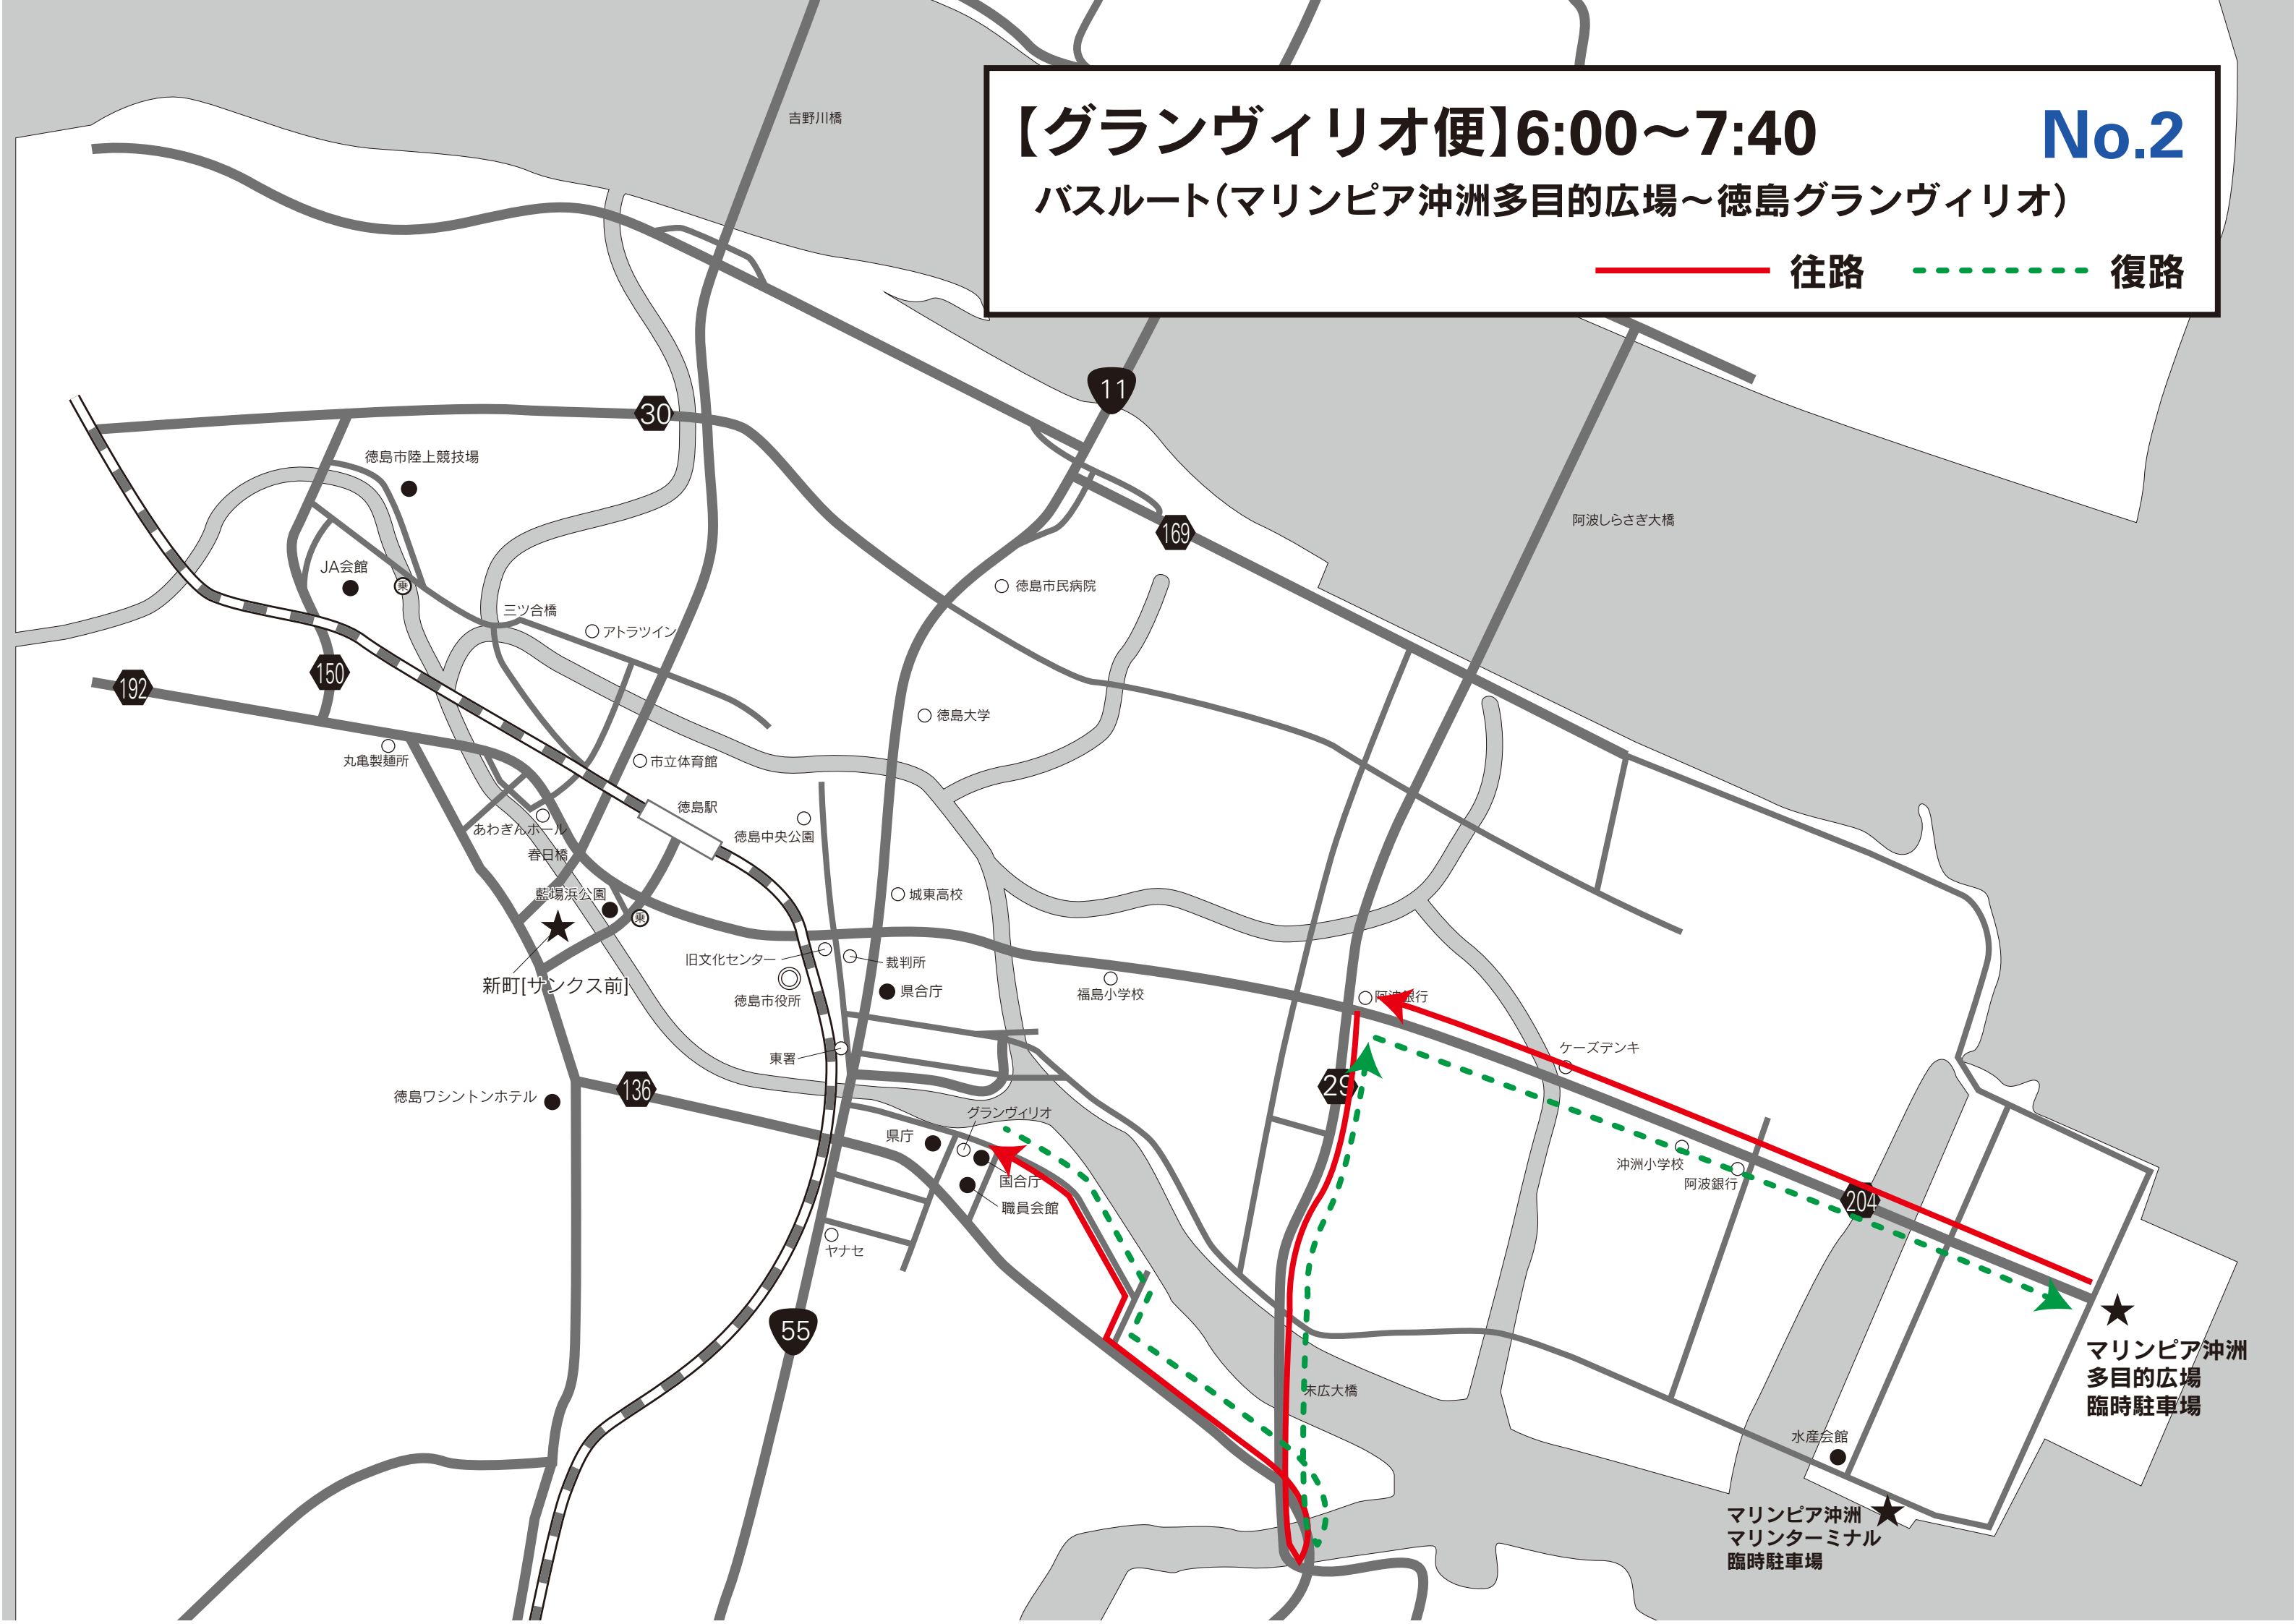 【グランヴィリオ便】6:00～7:40
No.2
バスルート(マリンピア沖洲多目的広場～徳島グランヴィリオ)
往路
復路
吉野川橋
11
30
徳島市陸上競技場
169
阿波しらさぎ大橋
JA会館
乗
徳島市民病院
三ツ合橋
アトラツイン
150
192
徳島大学
丸亀製麺所
市立体育館
徳島駅
あわぎんホール
徳島中央公園
春日橋
藍場浜公園
城東高校
乗
旧文化センター
裁判所
新町[サンクス前]
徳島市役所
県合庁
福島小学校
阿波銀行
東署
ケーズデンキ
136
29
徳島ワシントンホテル
グランヴィリオ
県庁
沖洲小学校
国合庁
阿波銀行
職員会館
204
ヤナセ
55
マリンピア沖洲
多目的広場
臨時駐車場
末広大橋
水産会館
マリンピア沖洲
マリンターミナル
臨時駐車場